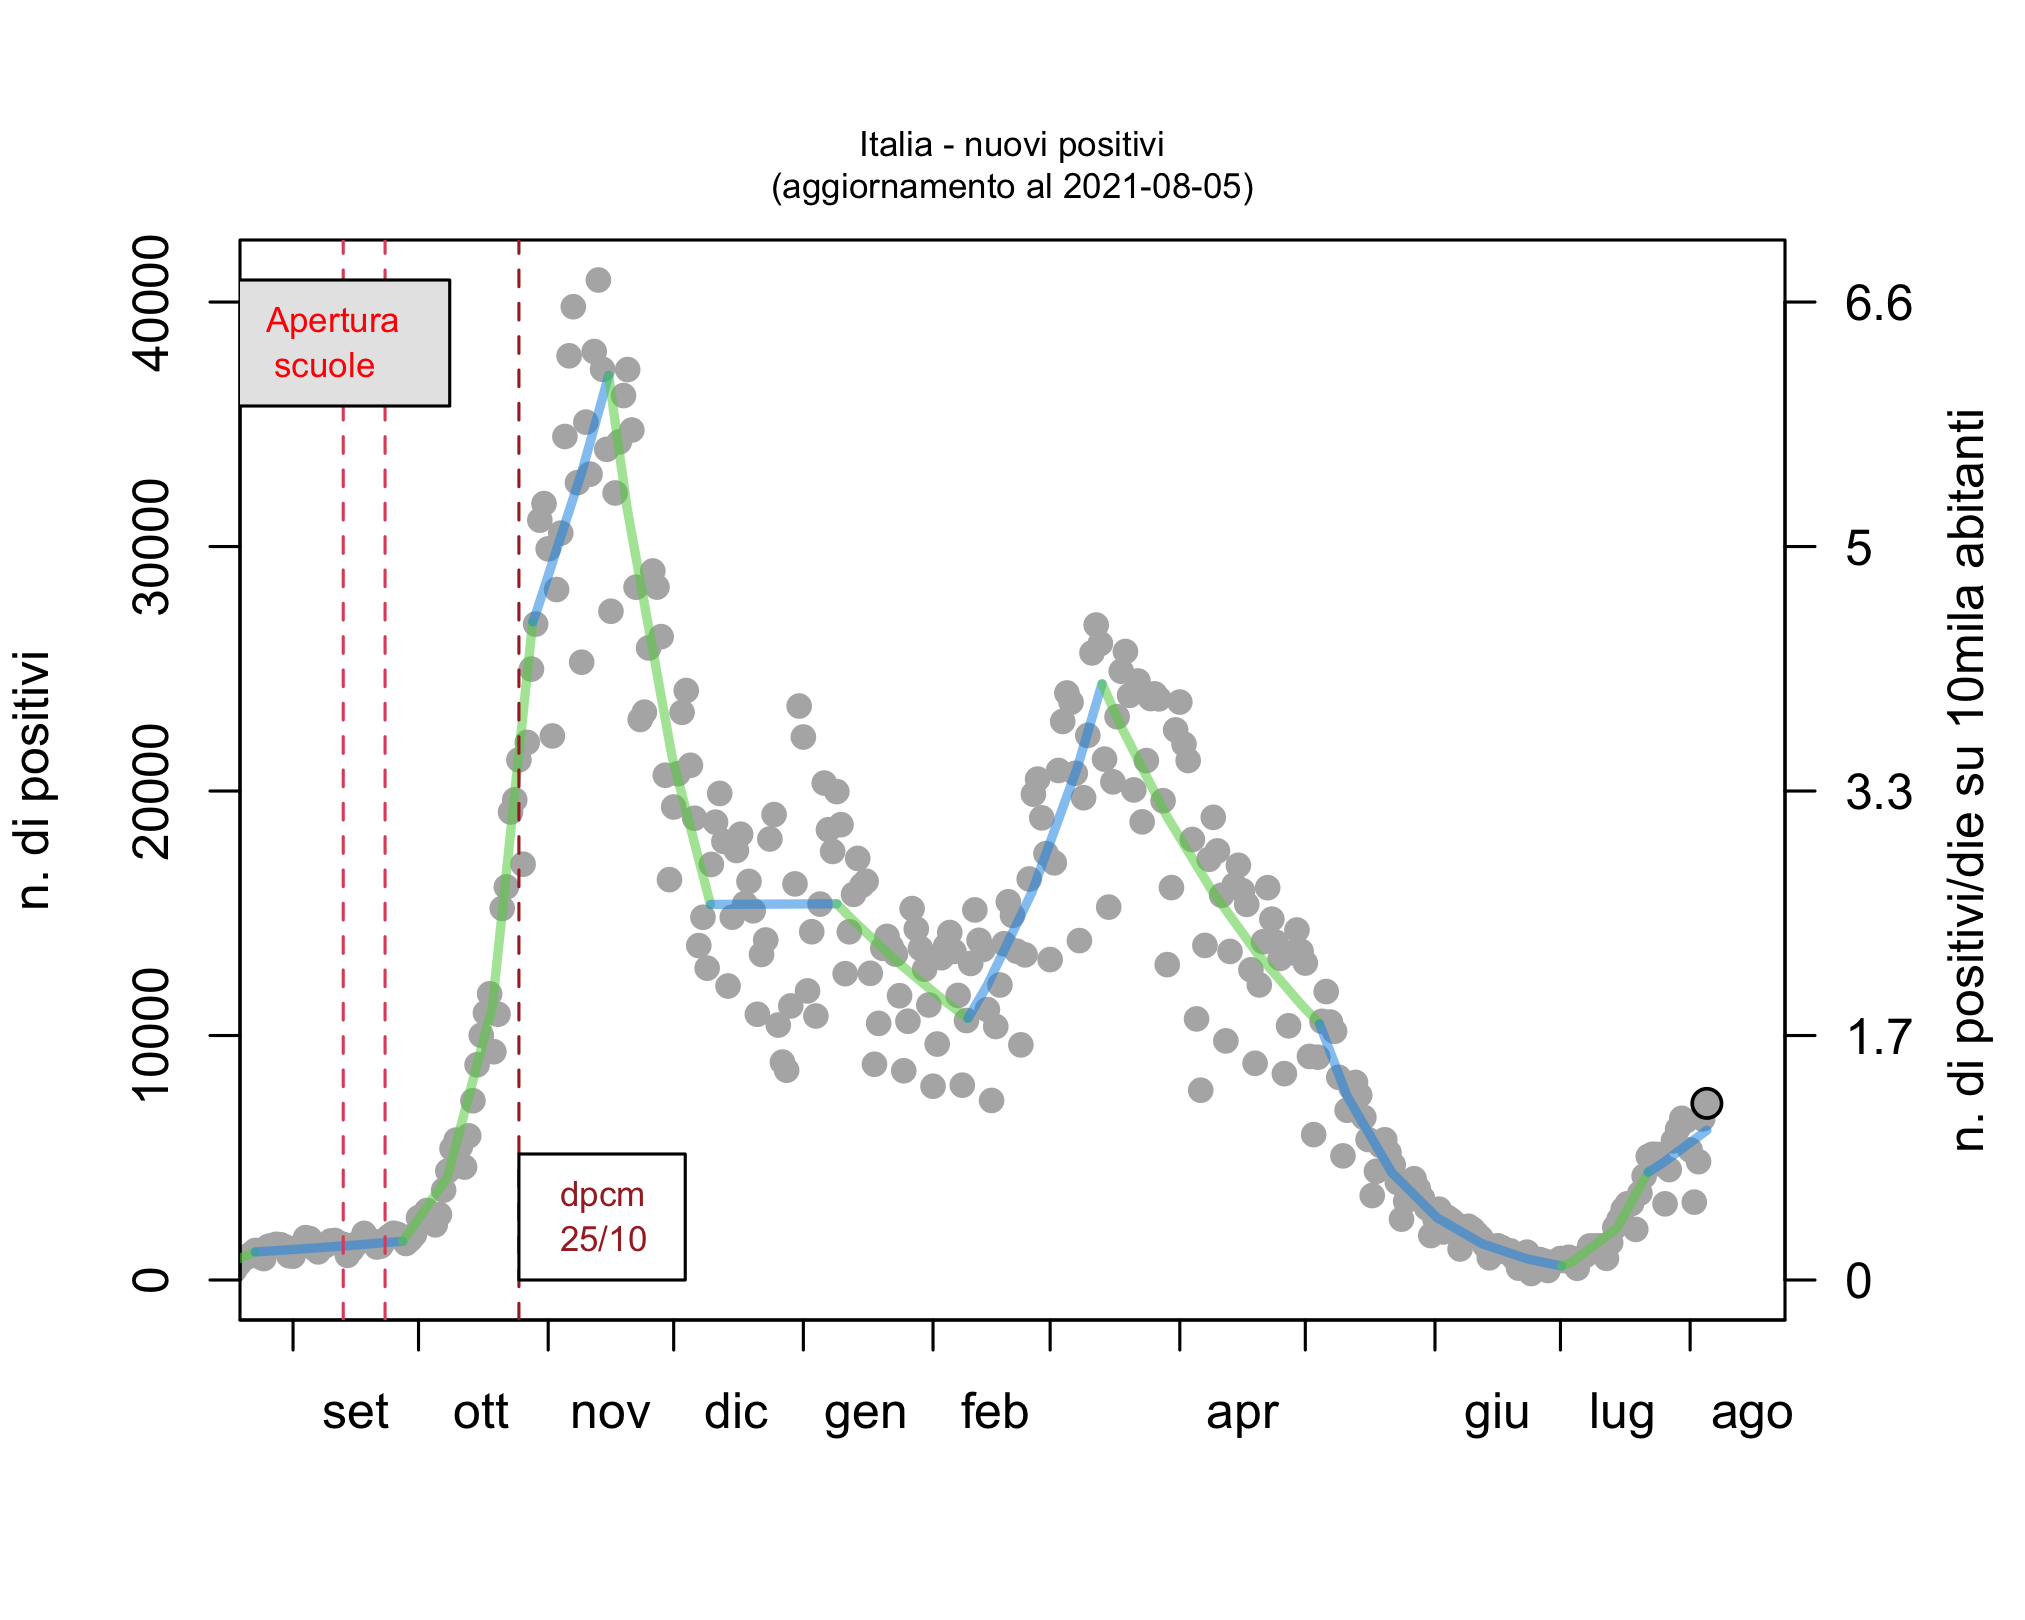 Italia - nuovi positivi
(aggiornamento al 2021-08-05)
n. di positivi
40000
30000
20000
10000
0
Apertura
scuole
dpcm
25/10
6.6
5
3.3
1.7
0
n. di positivi/die su 10mila abitanti
set ott nov dic gen feb apr giu lug ago